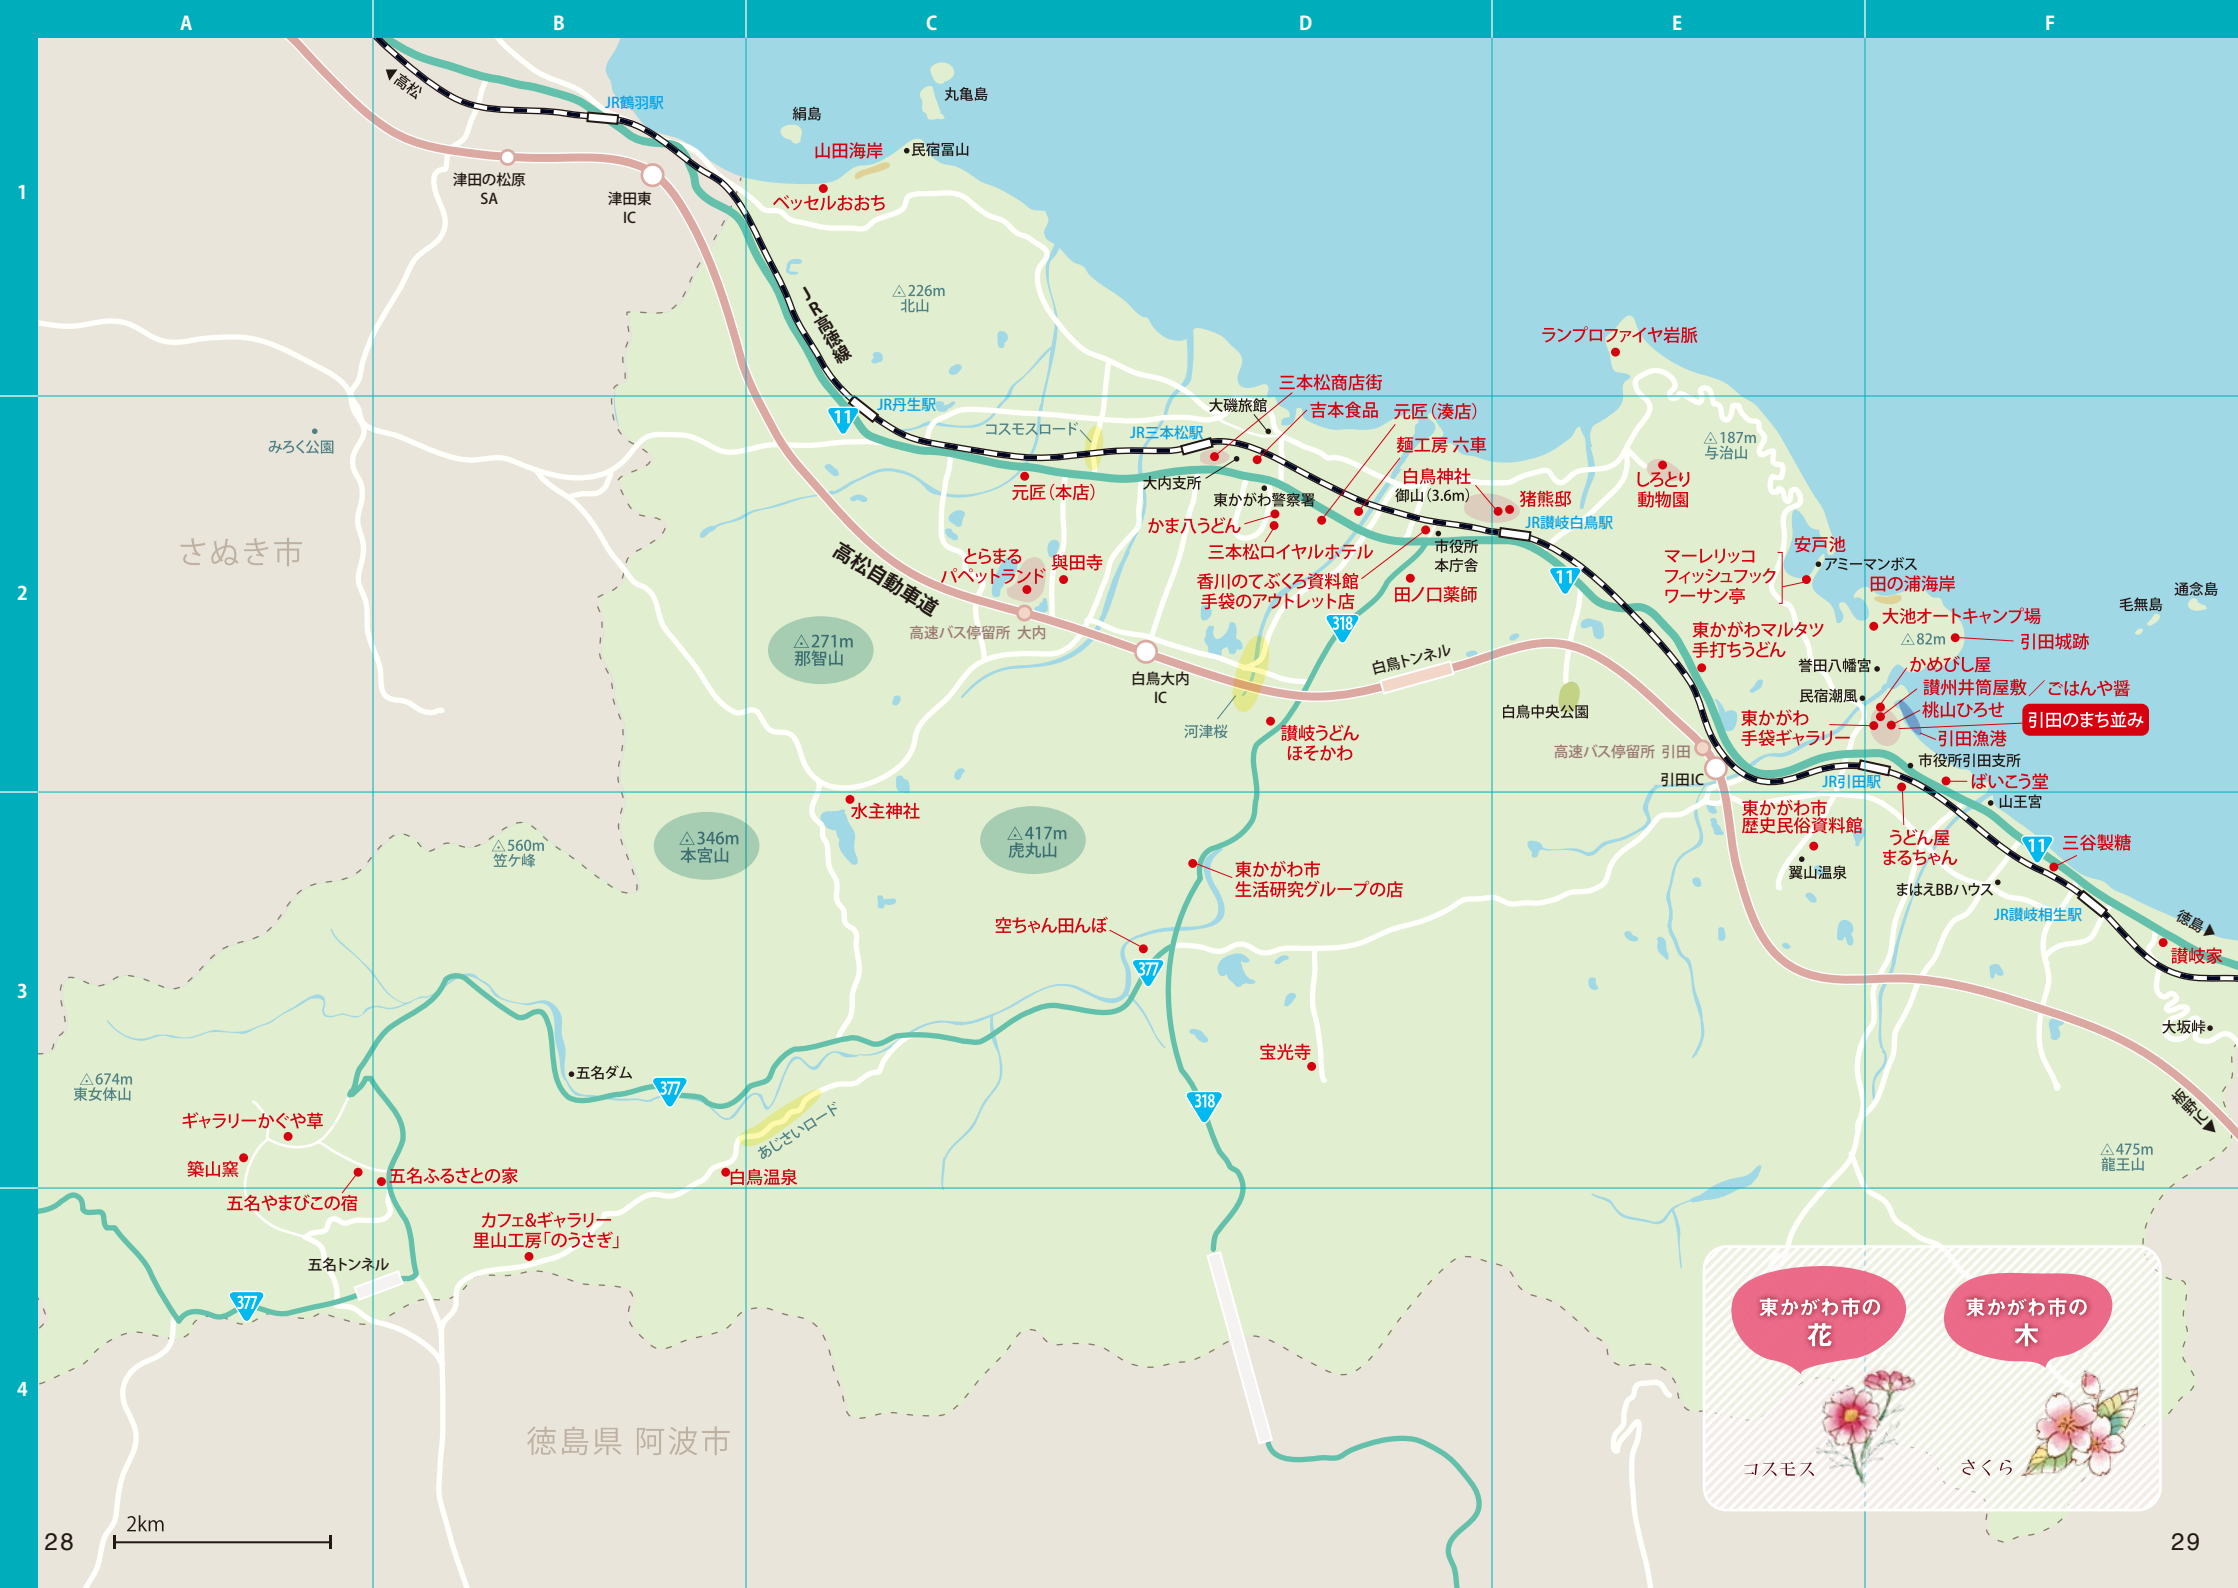 A
B
C
D
E
F
1
2
3
4
高松
JR鶴羽駅
津田の松原
SA
津田東
IC
絹島
丸亀島
山田海岸
民宿冨山
ベッセルおおち
226m
北山
JR高徳線
ランプロファイヤ岩脈
みろく公園
さぬき市
11
JR丹生駅
コスモスロード
JR三本松駅
大磯旅館
三本松商店街
吉本食品
元匠(湊店)
麺工房 六車
白鳥神社
御山(3.6m)
猪熊邸
JR讃岐白鳥駅
187m
与治山
しろとり
動物園
元匠(本店)
大内支所
東かがわ警察署
かま八うどん
三本松ロイヤルホテル
市役所
本庁舎
香川のてぶくろ資料館
手袋のアウトレット店
田ノ口薬師
318
11
高松自動車道
とらまる
パペットランド
與田寺
高速バス停留所 大内
271m
那智山
白鳥大内
IC
河津桜
白鳥トンネル
讃岐うどん
ほそかわ
白鳥中央公園
マーレリッコ
フィッシュフック
ワーサン亭
安戸池
アミーマンボス
田の浦海岸
大池オートキャンプ場
82m
引田城跡
毛無島
通念島
東かがわマルタツ
手打ちうどん
誉田八幡宮
民宿潮風
かめびし屋
讃州井筒屋敷/ごはんや醤
桃山ひろせ
引田のまち並み
引田漁港
東かがわ
手袋ギャラリー
高速バス停留所 引田
引田IC
JR引田駅
市役所引田支所
ばいこう堂
山王宮
東かがわ市
歴史民俗資料館
翼山温泉
うどん屋
まるちゃん
まはえBBハウス
11
三谷製糖
JR讃岐相生駅
徳島
讃岐家
大坂峠
板野IC
475m
龍王山
水主神社
346m
本宮山
417m
虎丸山
560m
笠ケ峰
東かがわ市
生活研究グループの店
空ちゃん田んぼ
377
宝光寺
318
674m
東女体山
五名ダム
377
あじさいロード
ギャラリーかぐや草
築山窯
五名やまびこの宿
五名ふるさとの家
白鳥温泉
カフェ&ギャラリー
里山工房「のうさぎ」
五名トンネル
377
徳島県 阿波市
東かがわ市の
花
コスモス
東かがわ市の
木
さくら
28
2km
29